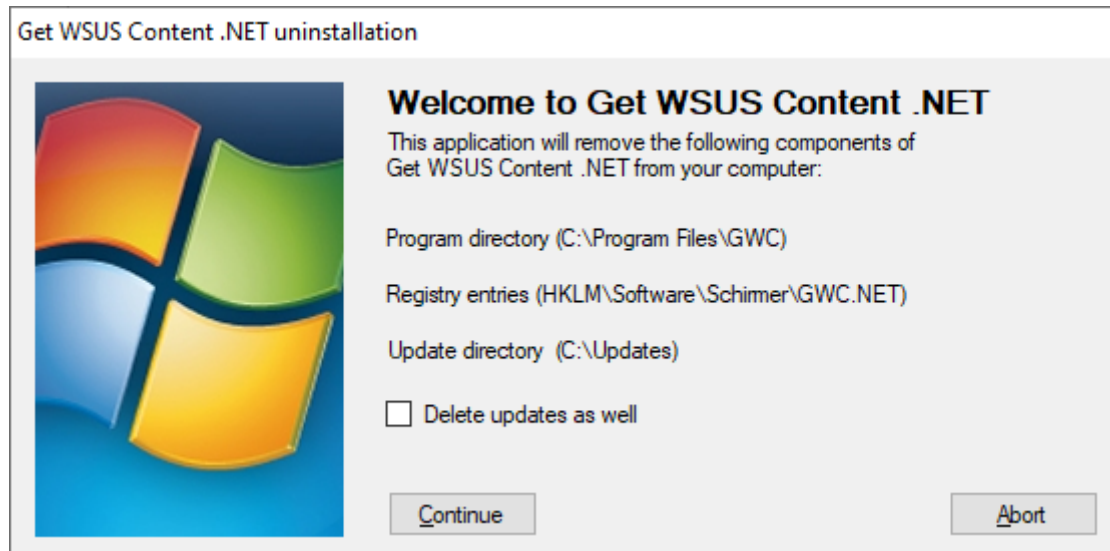 Get WSUS Content .NET uninstallation
Welcome to Get WSUS Content .NET
This application will remove the following components of
Get WSUS Content .NET from your computer:
Program directory (C:\Program Files\GWC)
Registry entries (HKLM\Software\Schirmer\GWC.NET)
Update directory  (C:\Updates)
Delete updates as well
Continue
Abort